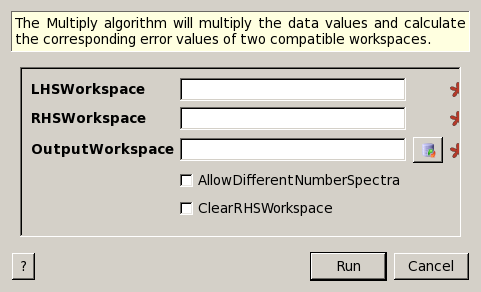 The Multiply algorithm will multiply the data values and calculate
the corresponding error values of two compatible workspaces.
LHSWorkspace
RHSWorkspace
OutputWorkspace
AllowDifferentNumberSpectra
ClearRHSWorkspace
? Run Cancel